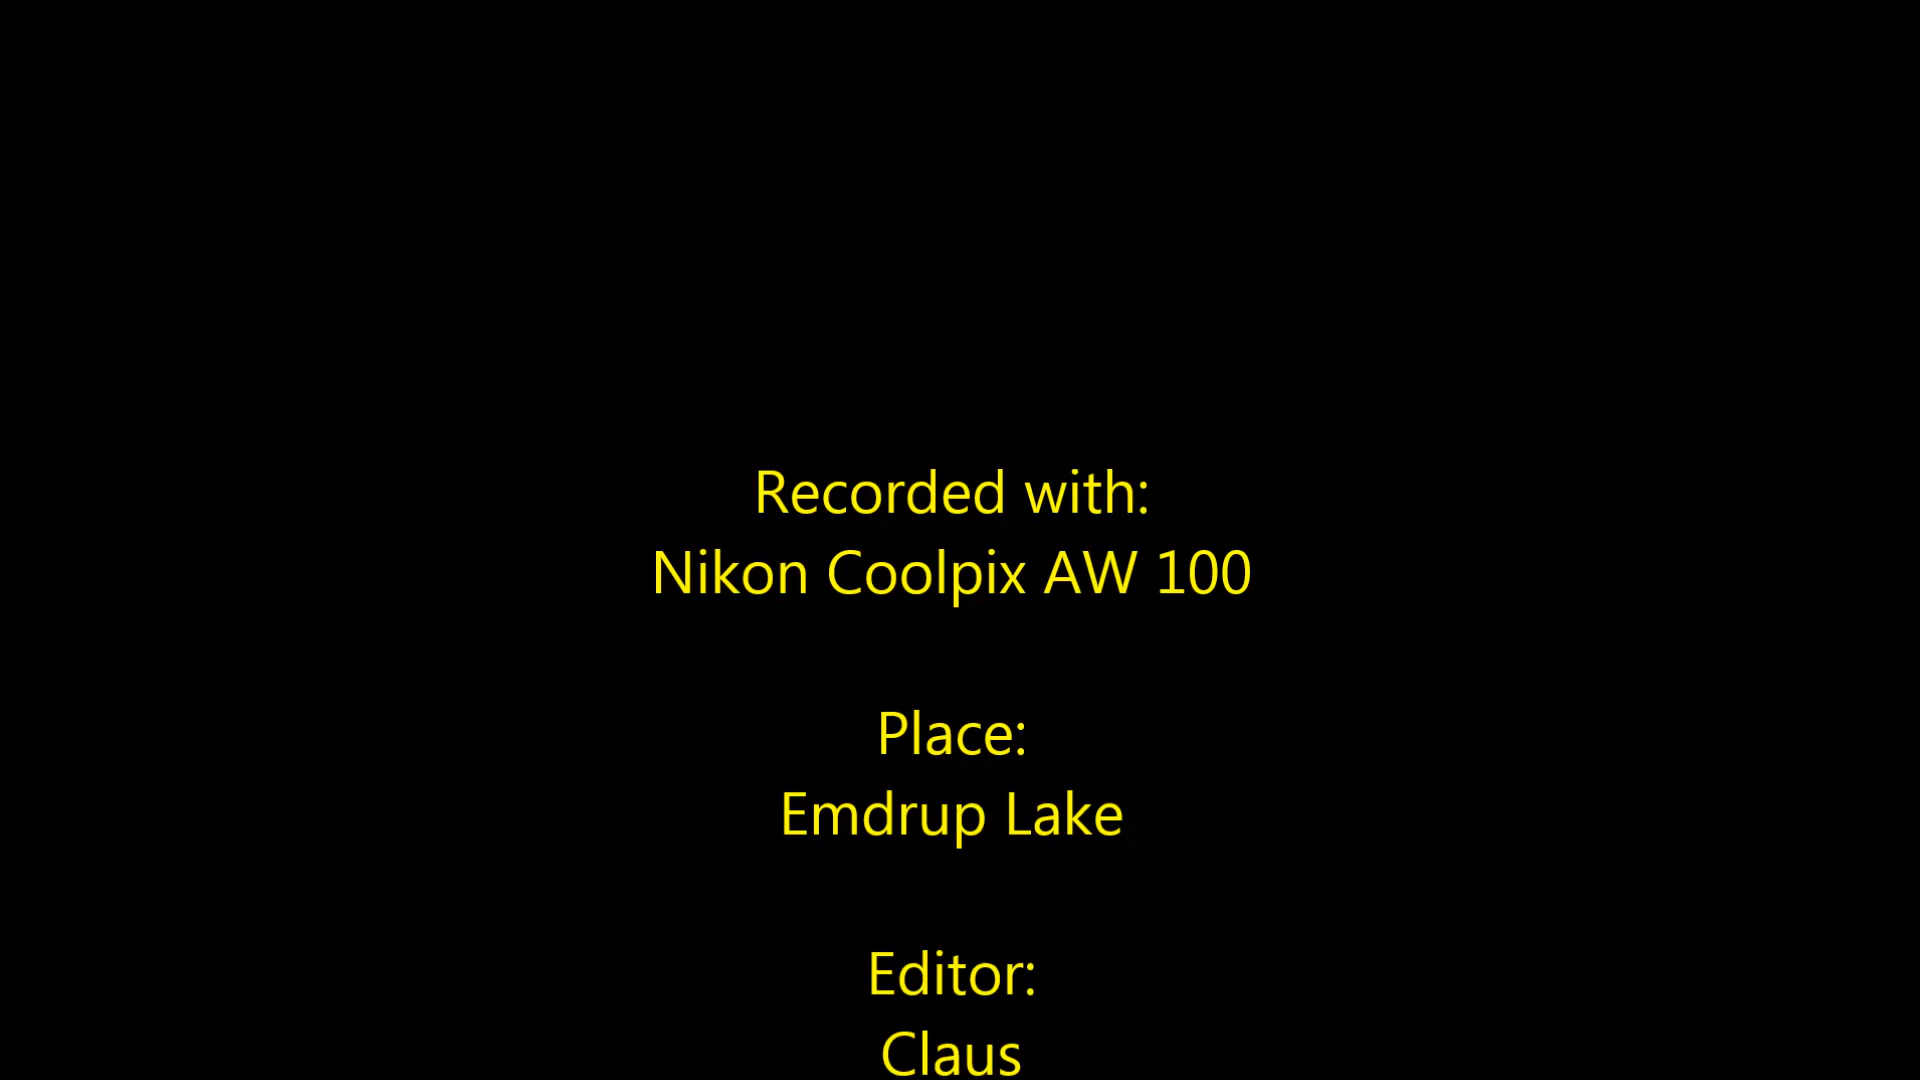 Recorded with:
Nikon Coolpix AW 100
Place:
Emdrup Lake
Editor:
Claus